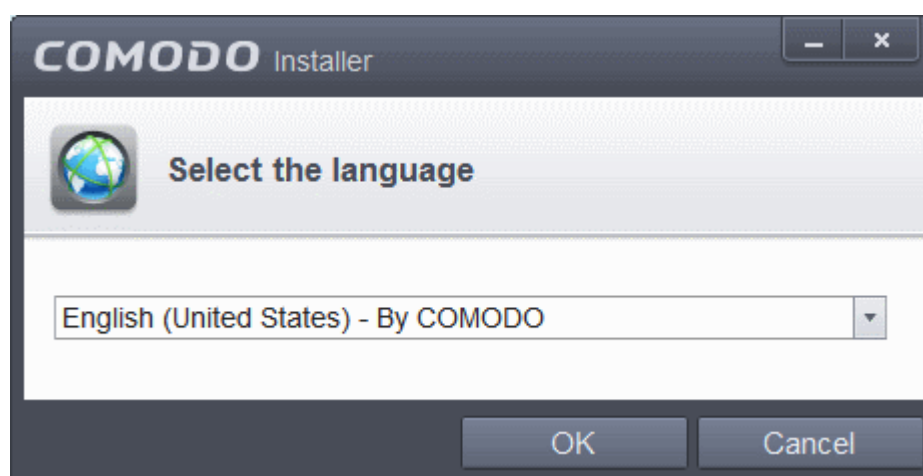 COMODO Installer
Select the language
English (United States) - By COMODO
OK Cancel